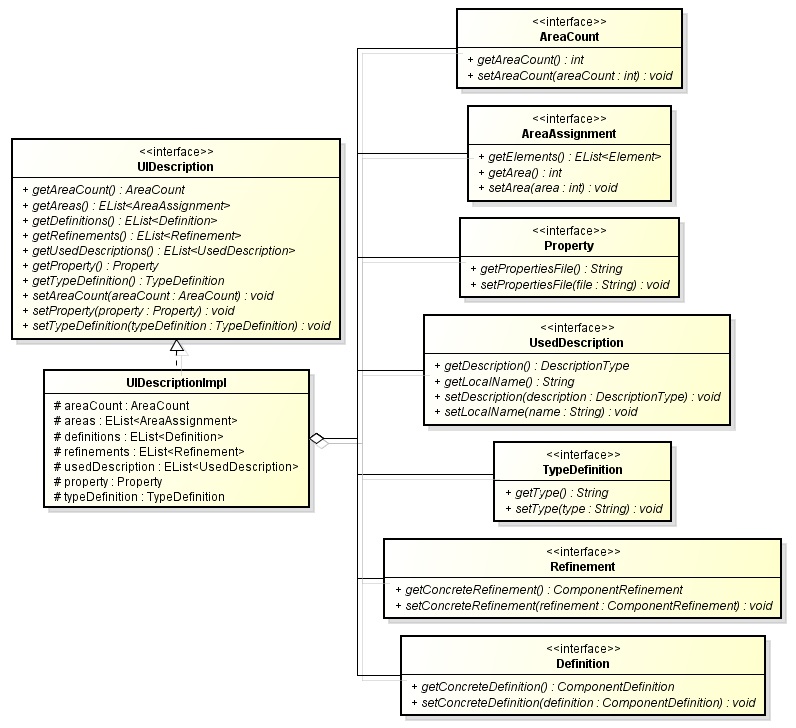 <<interface>>
AreaCount
+ getAreaCount() : int
+ setAreaCount(areaCount : int) : void
<<interface>>
AreaAssignment
+ getElements() : EList<Element>
+ getArea() : int
+ setArea(area : int) : void
<<interface>>
UIDescription
+ getAreaCount() : AreaCount
+ getAreas() : EList<AreaAssignment>
+ getDefinitions() : EList<Definition>
+ getRefinements() : EList<Refinement>
+ getUsedDescriptions() : EList<UsedDescription>
+ getProperty() : Property
+ getTypeDefinition() : TypeDefinition
+ setAreaCount(areaCount : AreaCount) : void
+ setProperty(property : Property) : void
+ setTypeDefinition(typeDefinition : TypeDefinition) : void
<<interface>>
Property
+ getPropertiesFile() : String
+ setPropertiesFile(file : String) : void
<<interface>>
UsedDescription
+ getDescription() : DescriptionType
+ getLocalName() : String
+ setDescription(description : DescriptionType) : void
+ setLocalName(name : String) : void
UIDescriptionImpl
# areaCount : AreaCount
# areas : EList<AreaAssignment>
# definitions : EList<Definition>
# refinements : EList<Refinement>
# usedDescription : EList<UsedDescription>
# property : Property
# typeDefinition : TypeDefinition
<<interface>>
TypeDefinition
+ getType() : String
+ setType(type : String) : void
<<interface>>
Refinement
+ getConcreteRefinement() : ComponentRefinement
+ setConcreteRefinement(refinement : ComponentRefinement) : void
<<interface>>
Definition
+ getConcreteDefinition() : ComponentDefinition
+ setConcreteDefinition(definition : ComponentDefinition) : void